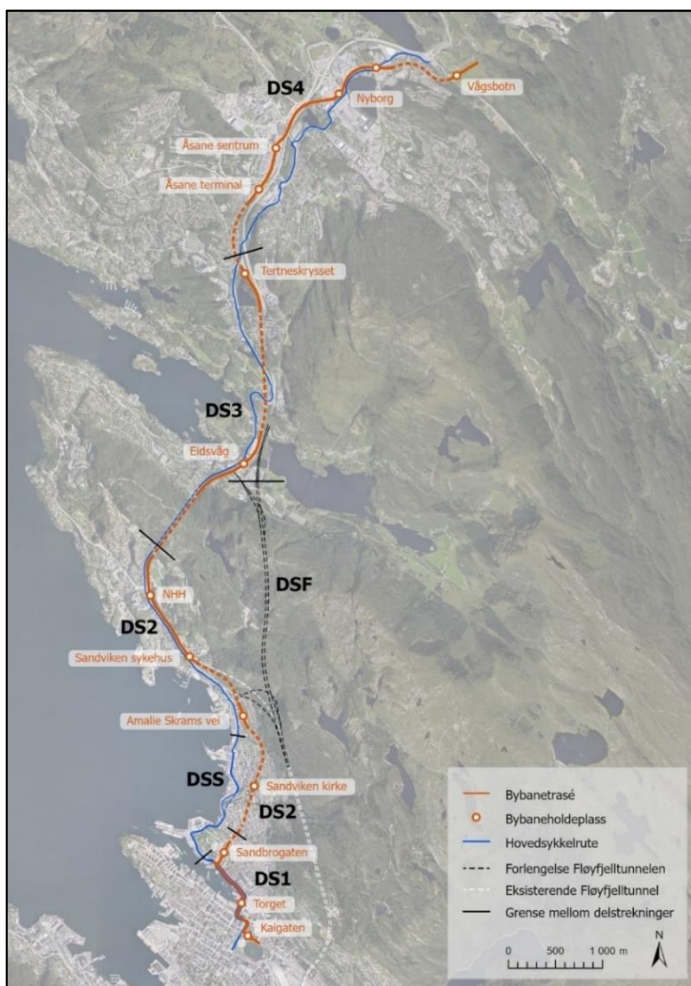 DS4
Vågsbotn
Nyborg
Åsane sentrum
Åsane terminal
Tertneskrysset
DS3
Eidsvåg
DSF
NHH
DS2
Sandviken sykehus
Amalie Skrams vei
DSS
Sandviken kirke
DS2
Sandbrogaten
DS1
Torget
Kaigaten
Bybanetrasé
Bybaneholdeplass
Hovedsykkelrute
Forlengelse Fløyfjelltunnelen
Eksisterende Fløyfjelltunnel
Grense mellom delstrekninger
N
0 500 1 000 m